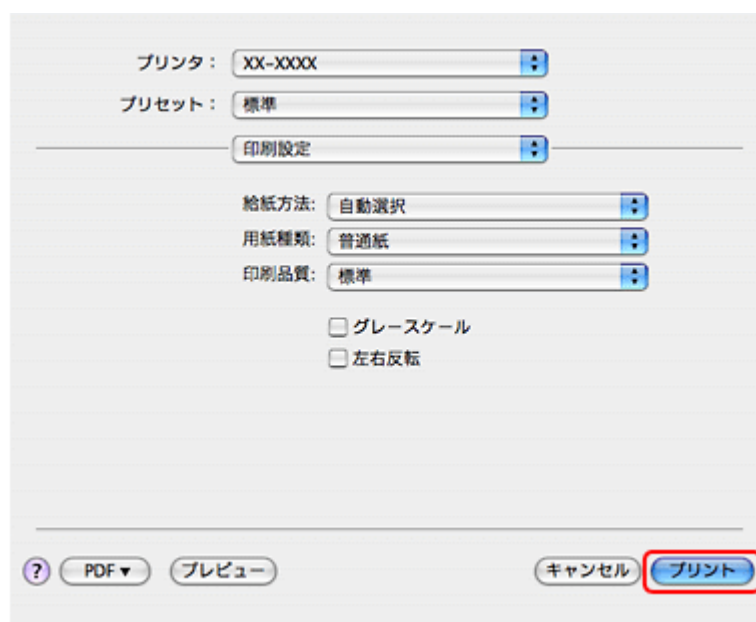 プリンタ： XX-XXXX
プリセット： 標準
印刷設定
給紙方法: 自動選択
用紙種類: 普通紙
印刷品質: 標準
グレースケール
左右反転
? PDF▼ プレビュー キャンセル プリント